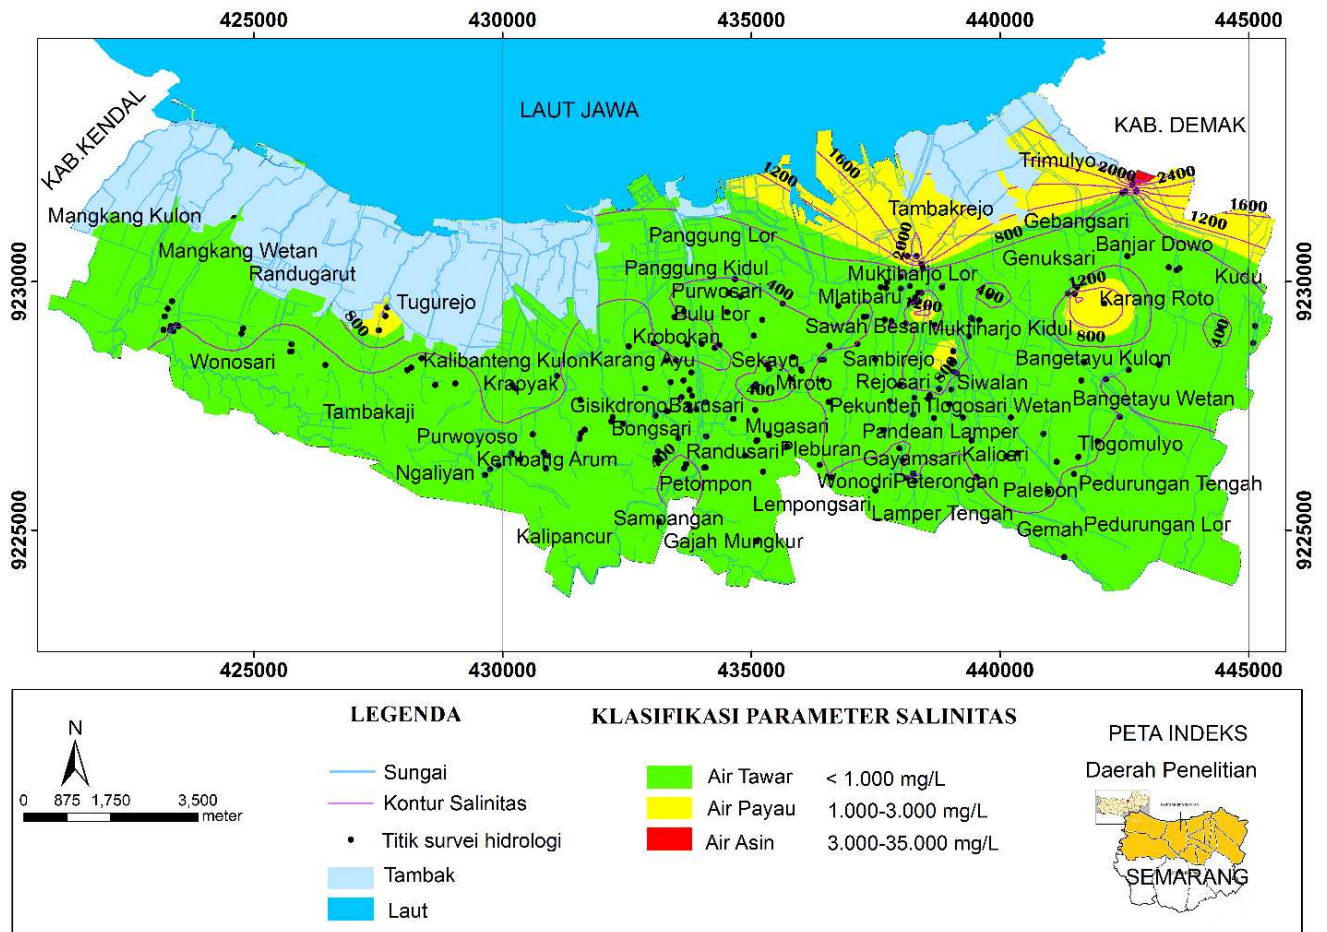 425000 430000 435000 440000 445000
KAB.KENDAL
LAUT JAWA
KAB. DEMAK
1200
1600
Trimulyo
2000
2400
Mangkang Kulon
Tambakrejo
Gebangsari
1600
1200
2000
800
Mangkang Wetan
Panggung Lor
Banjar Dowo
Randugarut
Panggung Kidul
Genuksari
Muktiharjo Lor
Kudu
9230000
9230000
Tugurejo
Purwosari
400
Mlatibaru
1200
400
1200
Karang Roto
800
Bulu Lor
Sawah Besar
Muktiharjo Kidul
800
400
Wonosari
Kalibanteng Kulon
Krobokan
Karang Ayu
Sekayu
Sambirejo
800
Bangetayu Kulon
Krapyak
400
Miroto
Rejosari
Siwalan
Tambakaji
Gisikdrono
Barusari
Pekunden
Tlogosari Wetan
Bangetayu Wetan
Purwoyoso
Bongsari
Mugasari
Pandean Lamper
Ngaliyan
Kembang Arum
400
Randusari
Pleburan
Gayamsari
Kalicari
Tlogomulyo
Petompon
Wonodri
Peterongan
Palebon
Pedurungan Tengah
Lempongsari
Sampangan
Lamper Tengah
Kalipancur
Gajah Mungkur
Gemah
Pedurungan Lor
9225000
9225000
425000 430000 435000 440000 445000
N
0 875 1,750 3,500
meter
LEGENDA
Sungai
Kontur Salinitas
Titik survei hidrologi
Tambak
Laut
KLASIFIKASI PARAMETER SALINITAS
Air Tawar < 1.000 mg/L
Air Payau 1.000-3.000 mg/L
Air Asin 3.000-35.000 mg/L
PETA INDEKS
Daerah Penelitian
SEMARANG